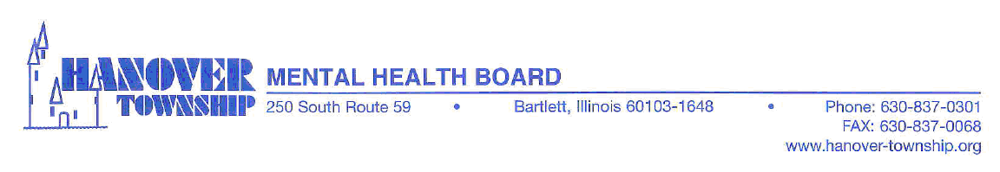 HANOVER
TOWNSHIP
MENTAL HEALTH BOARD
250 South Route 59 • Bartlett, Illinois 60103-1648 • Phone: 630-837-0301
FAX: 630-837-0068
www.hanover-township.org